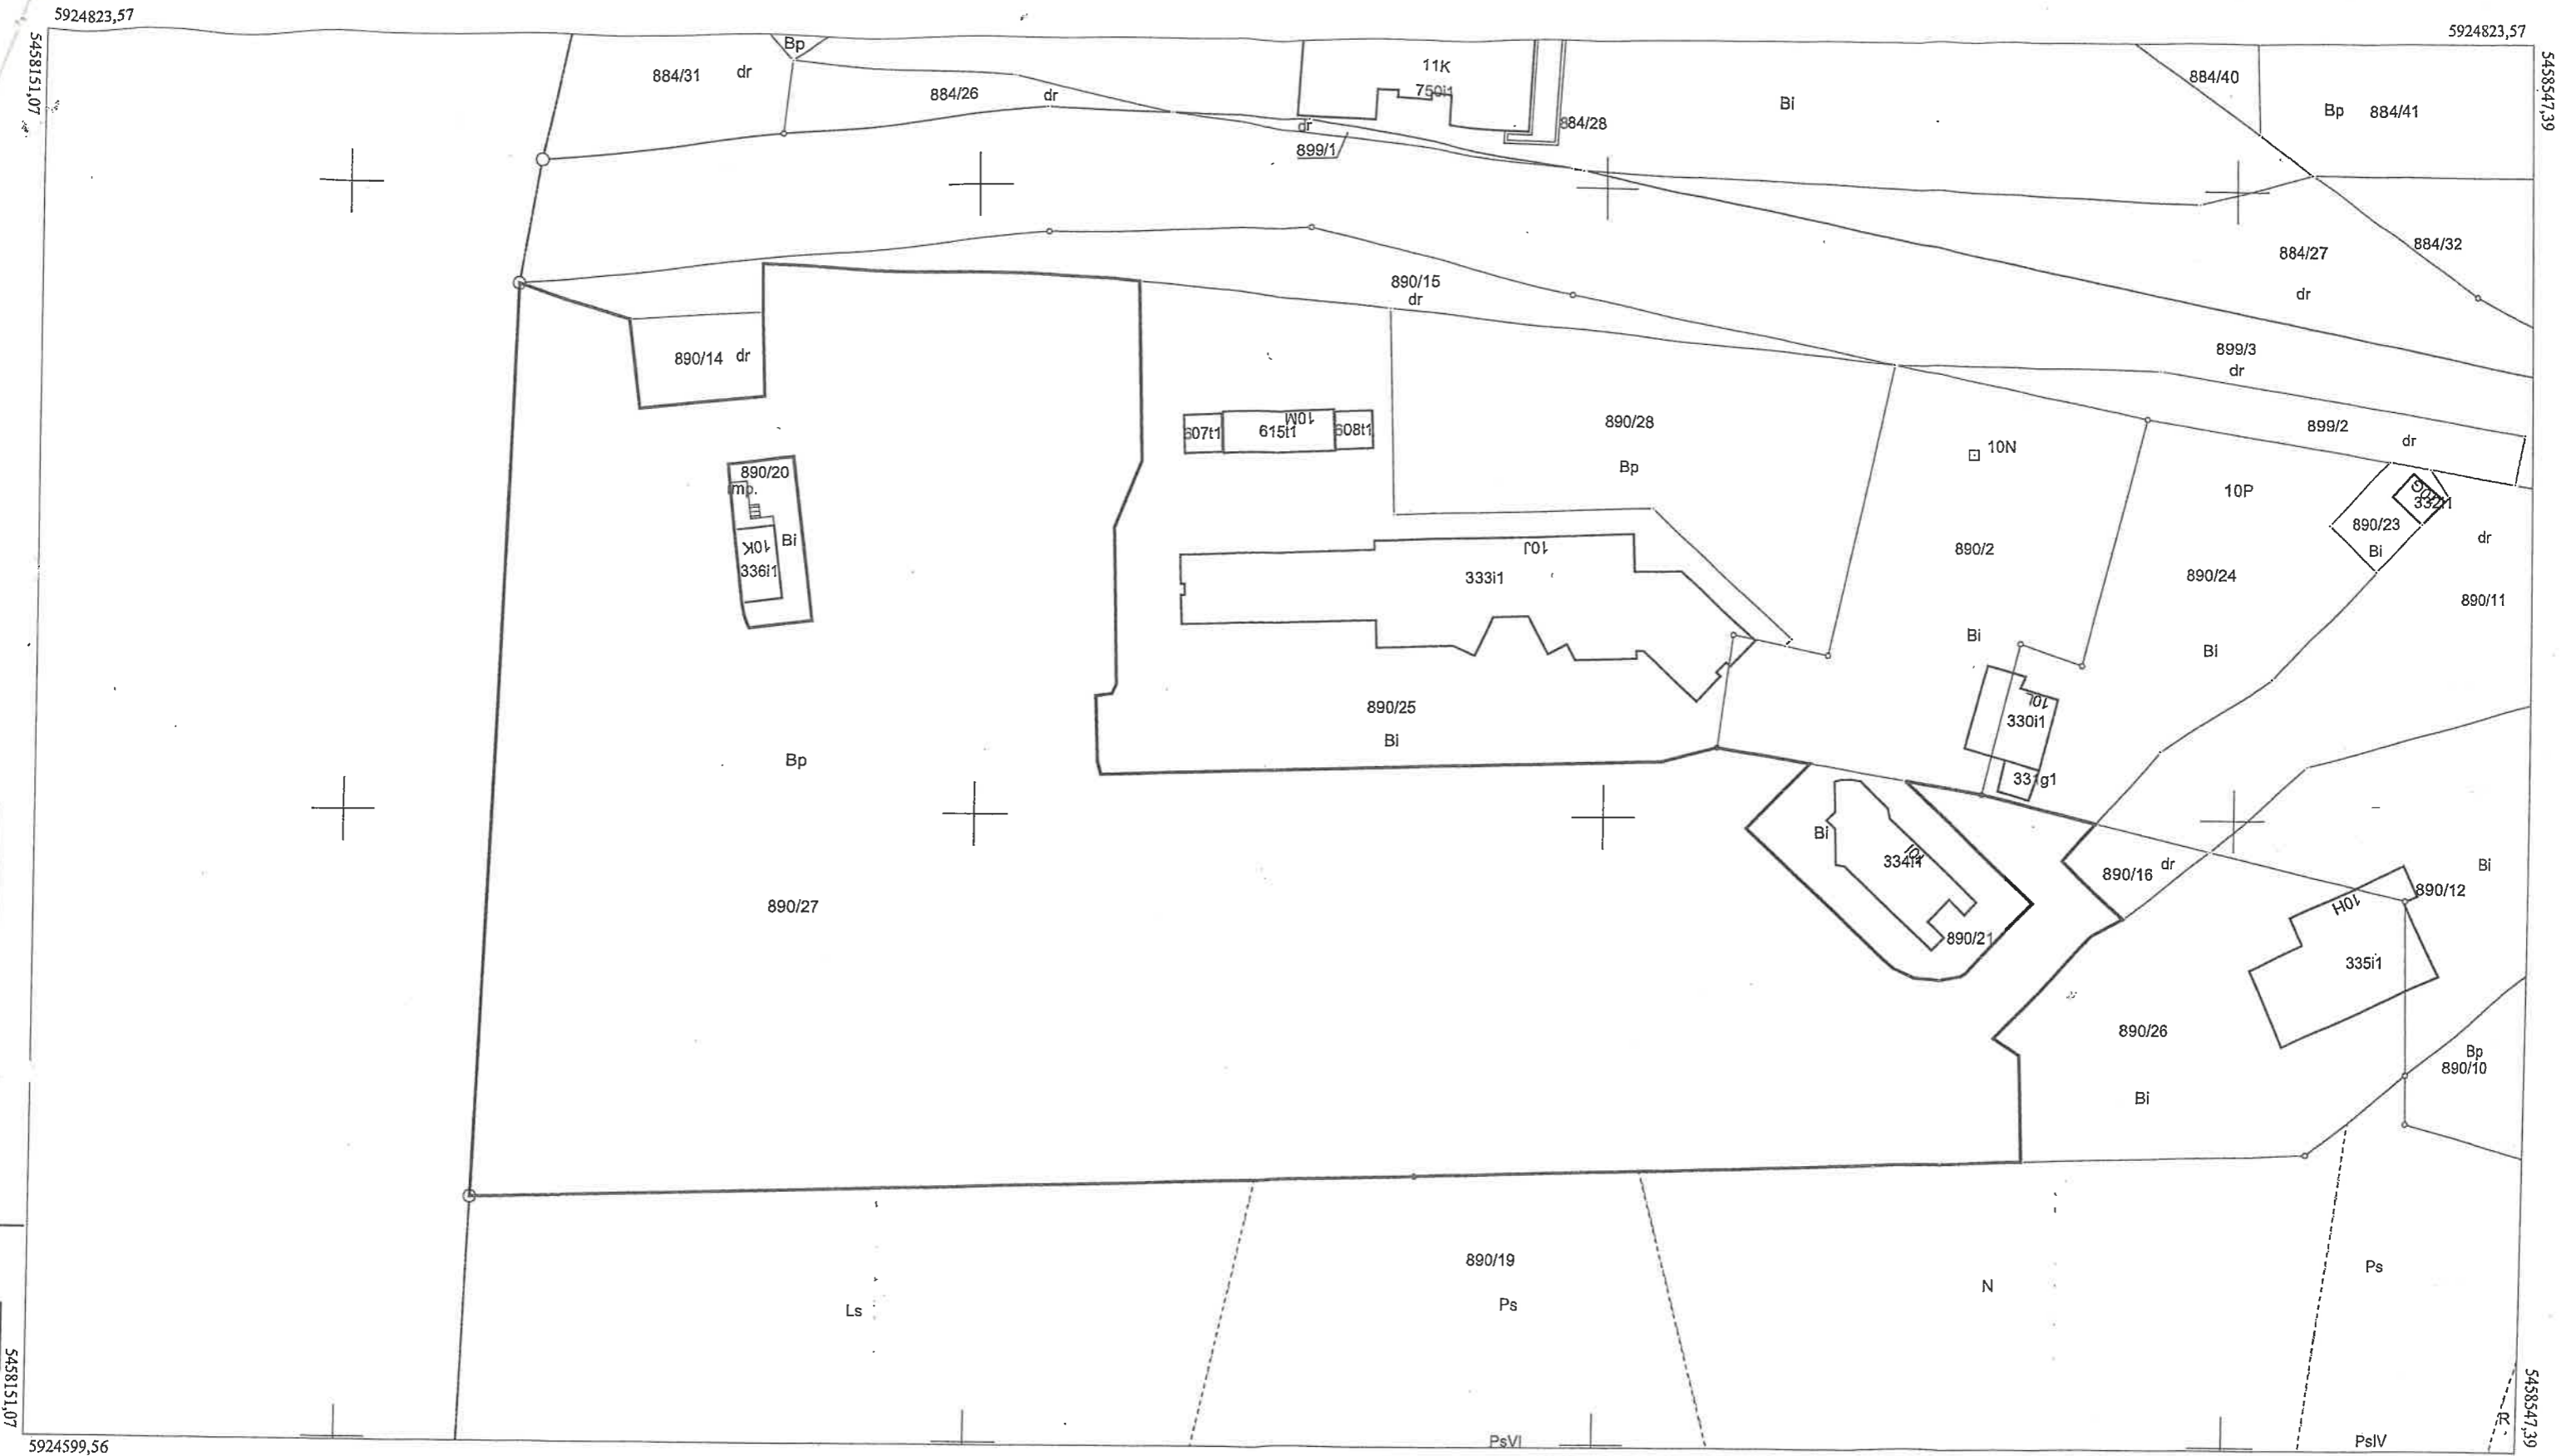 5924823,57
5924823,57
5458151,07
5458547,39
Bp
884/31 dr
884/26 dr
11K
750i1
884/28
dr
899/1
Bi
884/40
Bp 884/41
884/32
884/27
dr
890/15
dr
890/14 dr
899/3
dr
899/2
dr
607t1
10M
615t1
608t1
890/28
Bp
10N
10P
10G
332i1
890/23
Bi
dr
890/11
890/20
imp.
10K
Bi
336i1
10J
333i1
890/2
Bi
890/24
Bi
10L
330i1
331g1
890/25
Bi
Bp
890/27
Bi
334i1
890/21
890/16 dr
Bi
890/12
10H
335i1
890/26
Bi
Bp
890/10
890/19
Ps
Ls
N
Ps
PsVI
PsIV
R
5458151,07
5458547,39
5924599,56